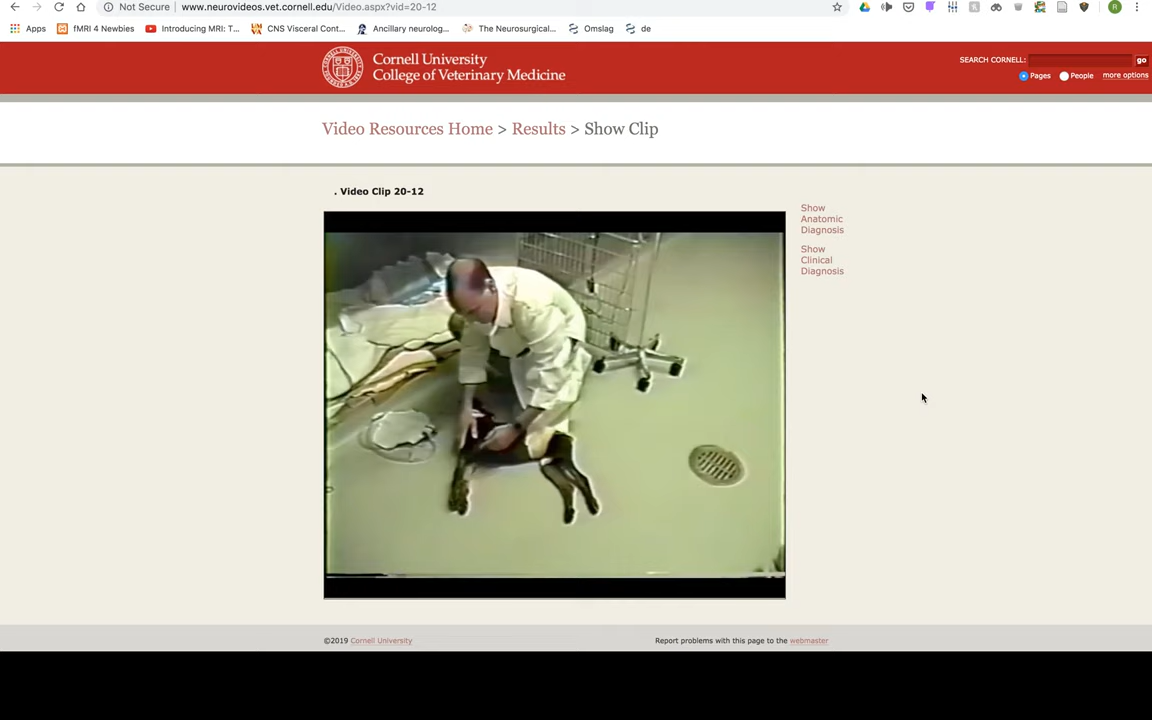 Not Secure www.neurovideos.vet.cornell.edu/Video.aspx?vid=20-12
Apps fMRI 4 Newbies Introducing MRI: T... CNS Visceral Cont... Ancillary neurolog... The Neurosurgical... Omslag de
R
Cornell University
College of Veterinary Medicine
SEARCH CORNELL: go
Pages People more options
Video Resources Home > Results > Show Clip
. Video Clip 20-12
Show
Anatomic
Diagnosis
Show
Clinical
Diagnosis
©2019 Cornell University
Report problems with this page to the webmaster